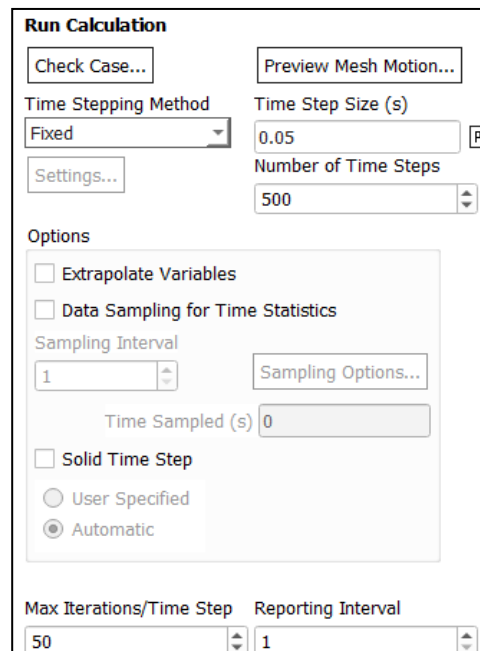 Run Calculation
Check Case... Preview Mesh Motion...
Time Stepping Method Time Step Size (s)
Fixed 0.05
Number of Time Steps
Settings...
500
Options
Extrapolate Variables
Data Sampling for Time Statistics
Sampling Interval
1 Sampling Options...
Time Sampled (s) 0
Solid Time Step
User Specified
Automatic
Max Iterations/Time Step Reporting Interval
50 1